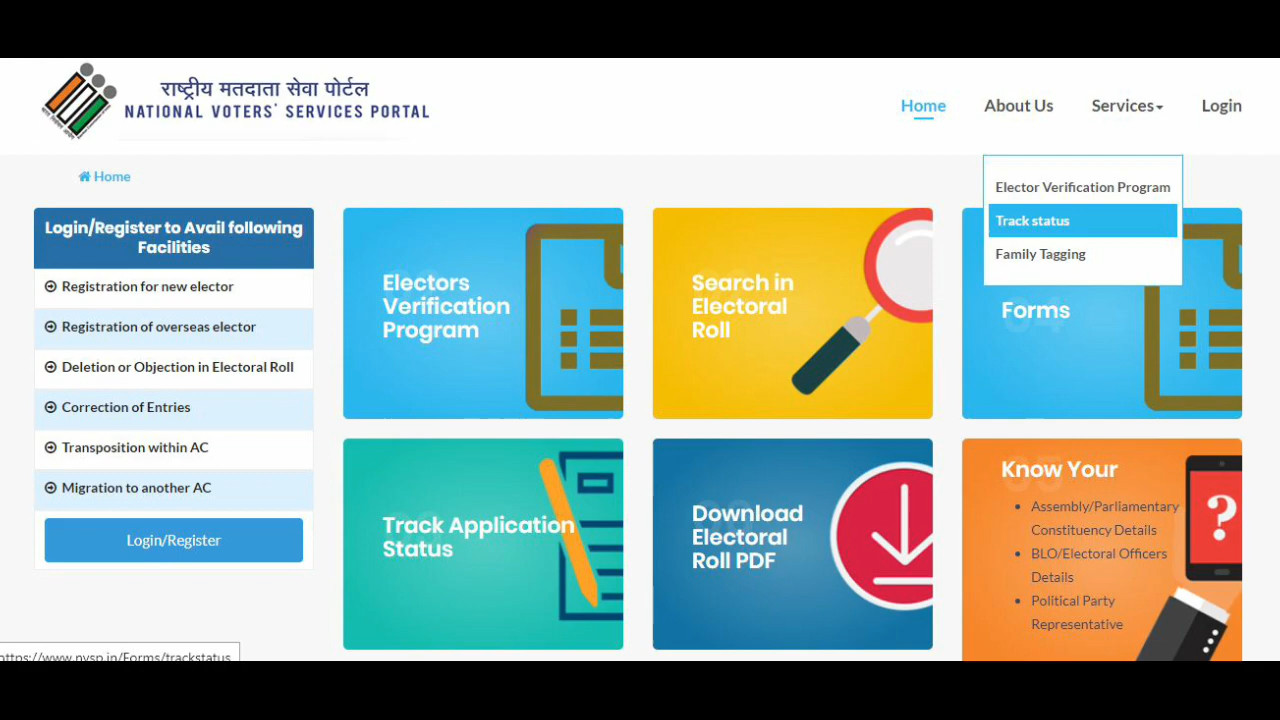 राष्ट्रीय मतदाता सेवा पोर्टल
NATIONAL VOTERS' SERVICES PORTAL
Home
About Us
Services
Login
Home
Elector Verification Program
Track status
Family Tagging
Login/Register to Avail following
Facilities
Registration for new elector
Registration of overseas elector
Deletion or Objection in Electoral Roll
Correction of Entries
Transposition within AC
Migration to another AC
Login/Register
Electors
Verification
Program
Search in
Electoral
Roll
04
Forms
Track Application
Status
Download
Electoral
Roll PDF
05
Know Your
Assembly/Parliamentary
Constituency Details
BLO/Electoral Officers
Details
Political Party
Representative
?
https://www.nvsp.in/Forms/trackstatus